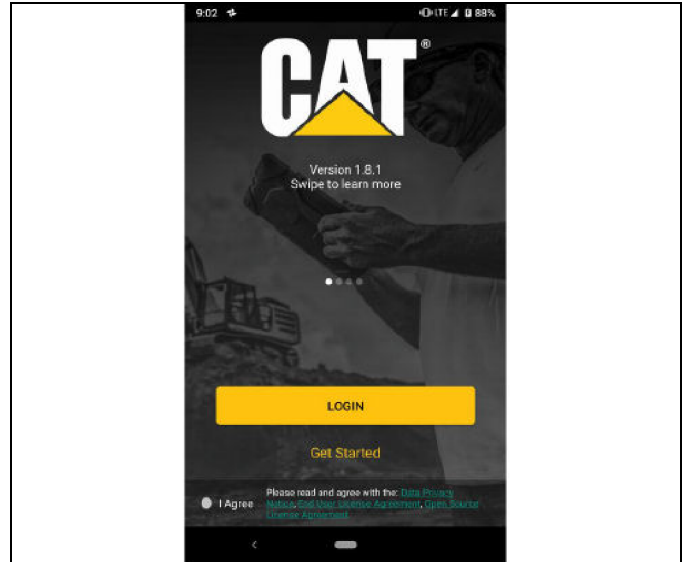 9:02 LTE 88%
CAT®
Version 1.8.1
Swipe to learn more
LOGIN
Get Started
I Agree
Please read and agree with the: Data Privacy
Notice, End User License Agreement, Open Source
License Agreement.